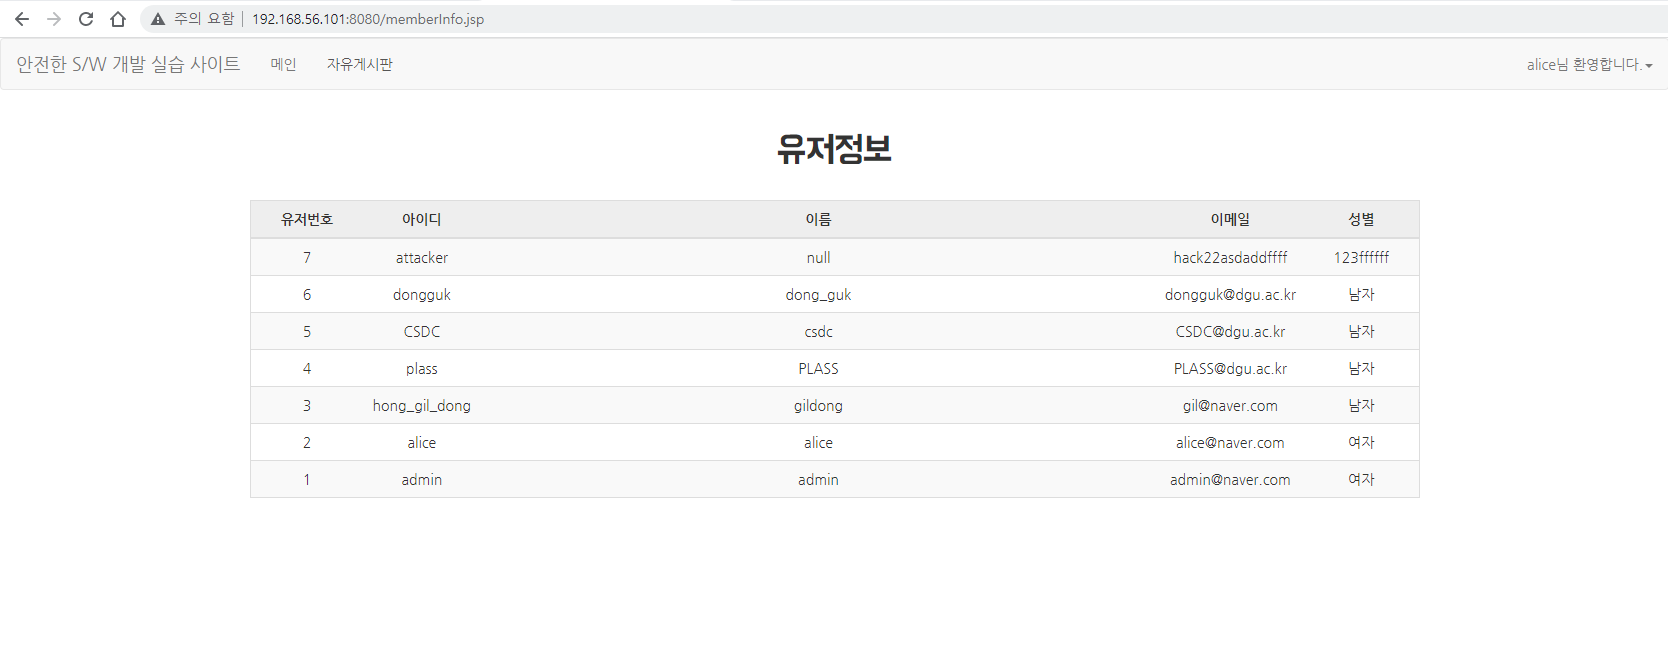 주의 요함 192.168.56.101:8080/memberInfo.jsp
안전한 S/W 개발 실습 사이트 메인 자유게시판 alice님 환영합니다.
유저정보
유저번호 아이디 이름 이메일 성별
7 attacker null hack22asdaddffff 123ffffff
6 dongguk dong_guk dongguk@dgu.ac.kr 남자
5 CSDC csdc CSDC@dgu.ac.kr 남자
4 plass PLASS PLASS@dgu.ac.kr 남자
3 hong_gil_dong gildong gil@naver.com 남자
2 alice alice alice@naver.com 여자
1 admin admin admin@naver.com 여자